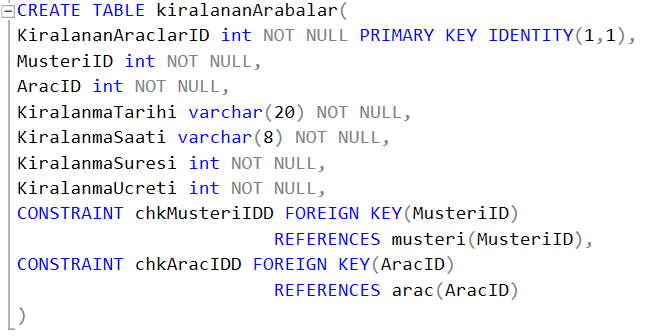 CREATE TABLE kiralananArabalar(
KiralananAraclarID int NOT NULL PRIMARY KEY IDENTITY(1,1),
MusteriID int NOT NULL,
AracID int NOT NULL,
KiralanmaTarihi varchar(20) NOT NULL,
KiralanmaSaati varchar(8) NOT NULL,
KiralanmaSuresi int NOT NULL,
KiralanmaUcreti int NOT NULL,
CONSTRAINT chkMusteriIDD FOREIGN KEY(MusteriID)
REFERENCES musteri(MusteriID),
CONSTRAINT chkAracIDD FOREIGN KEY(AracID)
REFERENCES arac(AracID)
)